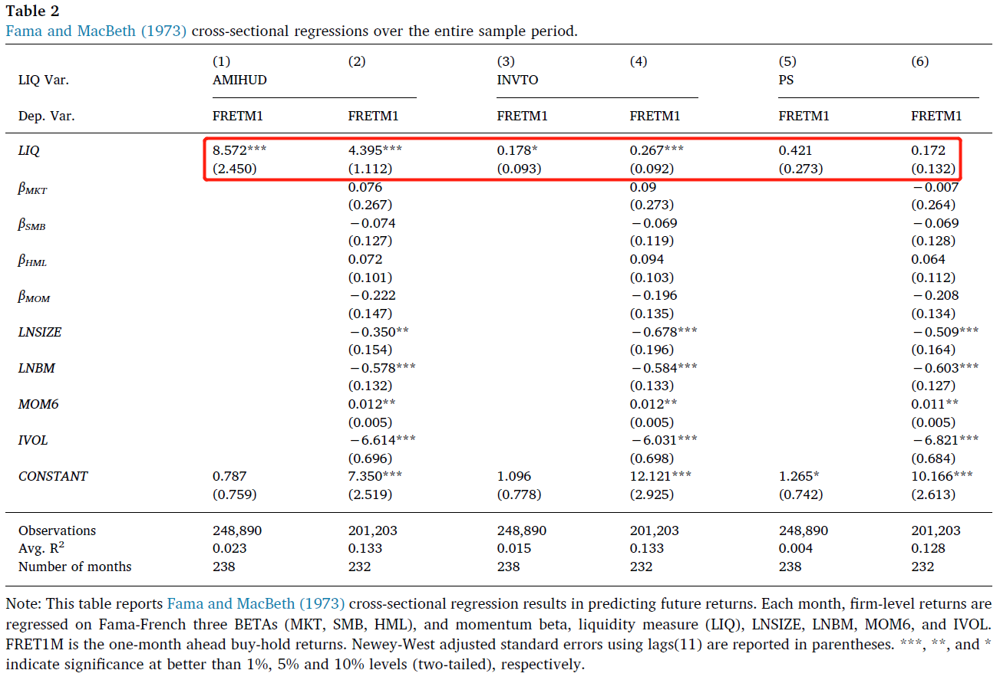 Table 2
Fama and MacBeth (1973) cross-sectional regressions over the entire sample period.
(1) (2) (3) (4) (5) (6)
LIQ Var. AMIHUD INVTO PS
Dep. Var. FRETM1 FRETM1 FRETM1 FRETM1 FRETM1 FRETM1
LIQ 8.572*** 4.395*** 0.178* 0.267*** 0.421 0.172
(2.450) (1.112) (0.093) (0.092) (0.273) (0.132)
βMKT 0.076 0.09 −0.007
(0.267) (0.273) (0.264)
βSMB −0.074 −0.069 −0.069
(0.127) (0.119) (0.128)
βHML 0.072 0.094 0.064
(0.101) (0.103) (0.112)
βMOM −0.222 −0.196 −0.208
(0.147) (0.135) (0.134)
LNSIZE −0.350** −0.678*** −0.509***
(0.154) (0.196) (0.164)
LNBM −0.578*** −0.584*** −0.603***
(0.132) (0.133) (0.127)
MOM6 0.012** 0.012** 0.011**
(0.005) (0.005) (0.005)
IVOL −6.614*** −6.031*** −6.821***
(0.696) (0.698) (0.684)
CONSTANT 0.787 7.350*** 1.096 12.121*** 1.265* 10.166***
(0.759) (2.519) (0.778) (2.925) (0.742) (2.613)
Observations 248,890 201,203 248,890 201,203 248,890 201,203
Avg. R² 0.023 0.133 0.015 0.133 0.004 0.128
Number of months 238 232 238 232 238 232
Note: This table reports Fama and MacBeth (1973) cross-sectional regression results in predicting future returns. Each month, firm-level returns are
regressed on Fama-French three BETAs (MKT, SMB, HML), and momentum beta, liquidity measure (LIQ), LNSIZE, LNBM, MOM6, and IVOL.
FRET1M is the one-month ahead buy-hold returns. Newey-West adjusted standard errors using lags(11) are reported in parentheses. ***, **, and *
indicate significance at better than 1%, 5% and 10% levels (two-tailed), respectively.